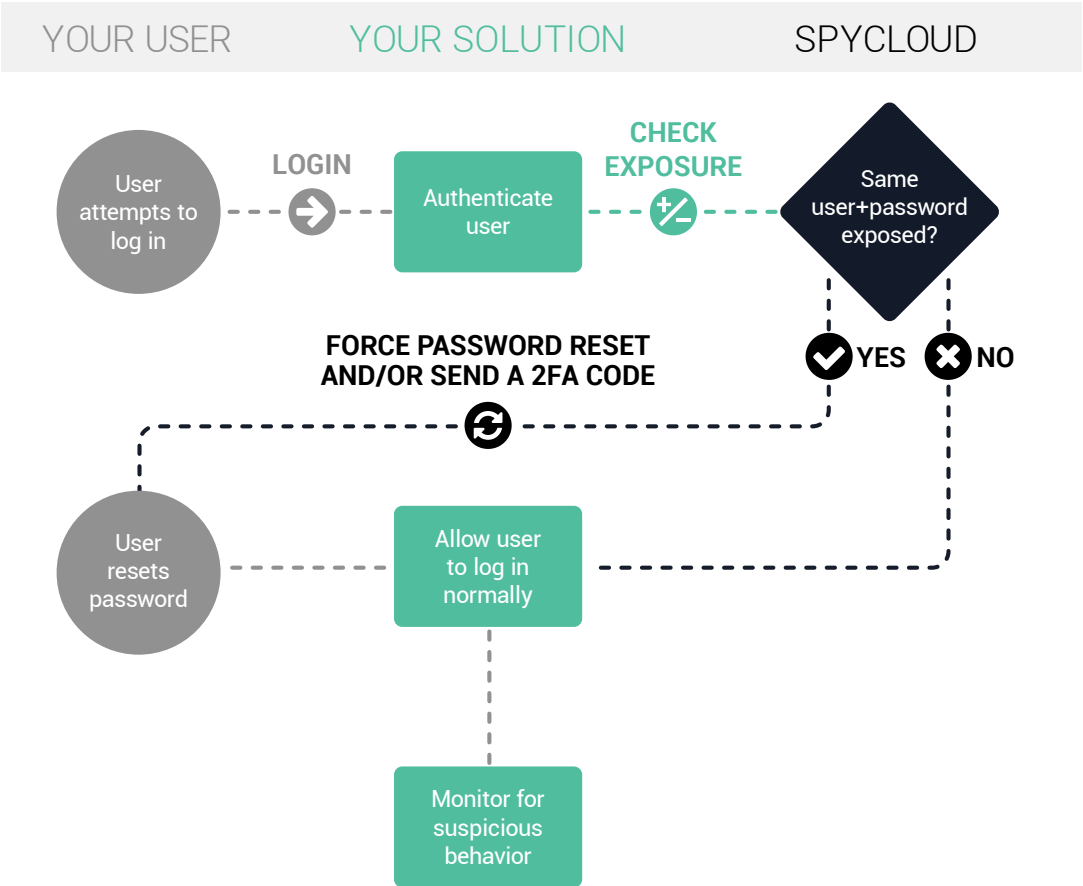 YOUR USER
YOUR SOLUTION
SPYCLOUD
User
attempts to
log in
LOGIN
Authenticate
user
CHECK
EXPOSURE
Same
user+password
exposed?
YES
NO
FORCE PASSWORD RESET
AND/OR SEND A 2FA CODE
User
resets
password
Allow user
to log in
normally
Monitor for
suspicious
behavior